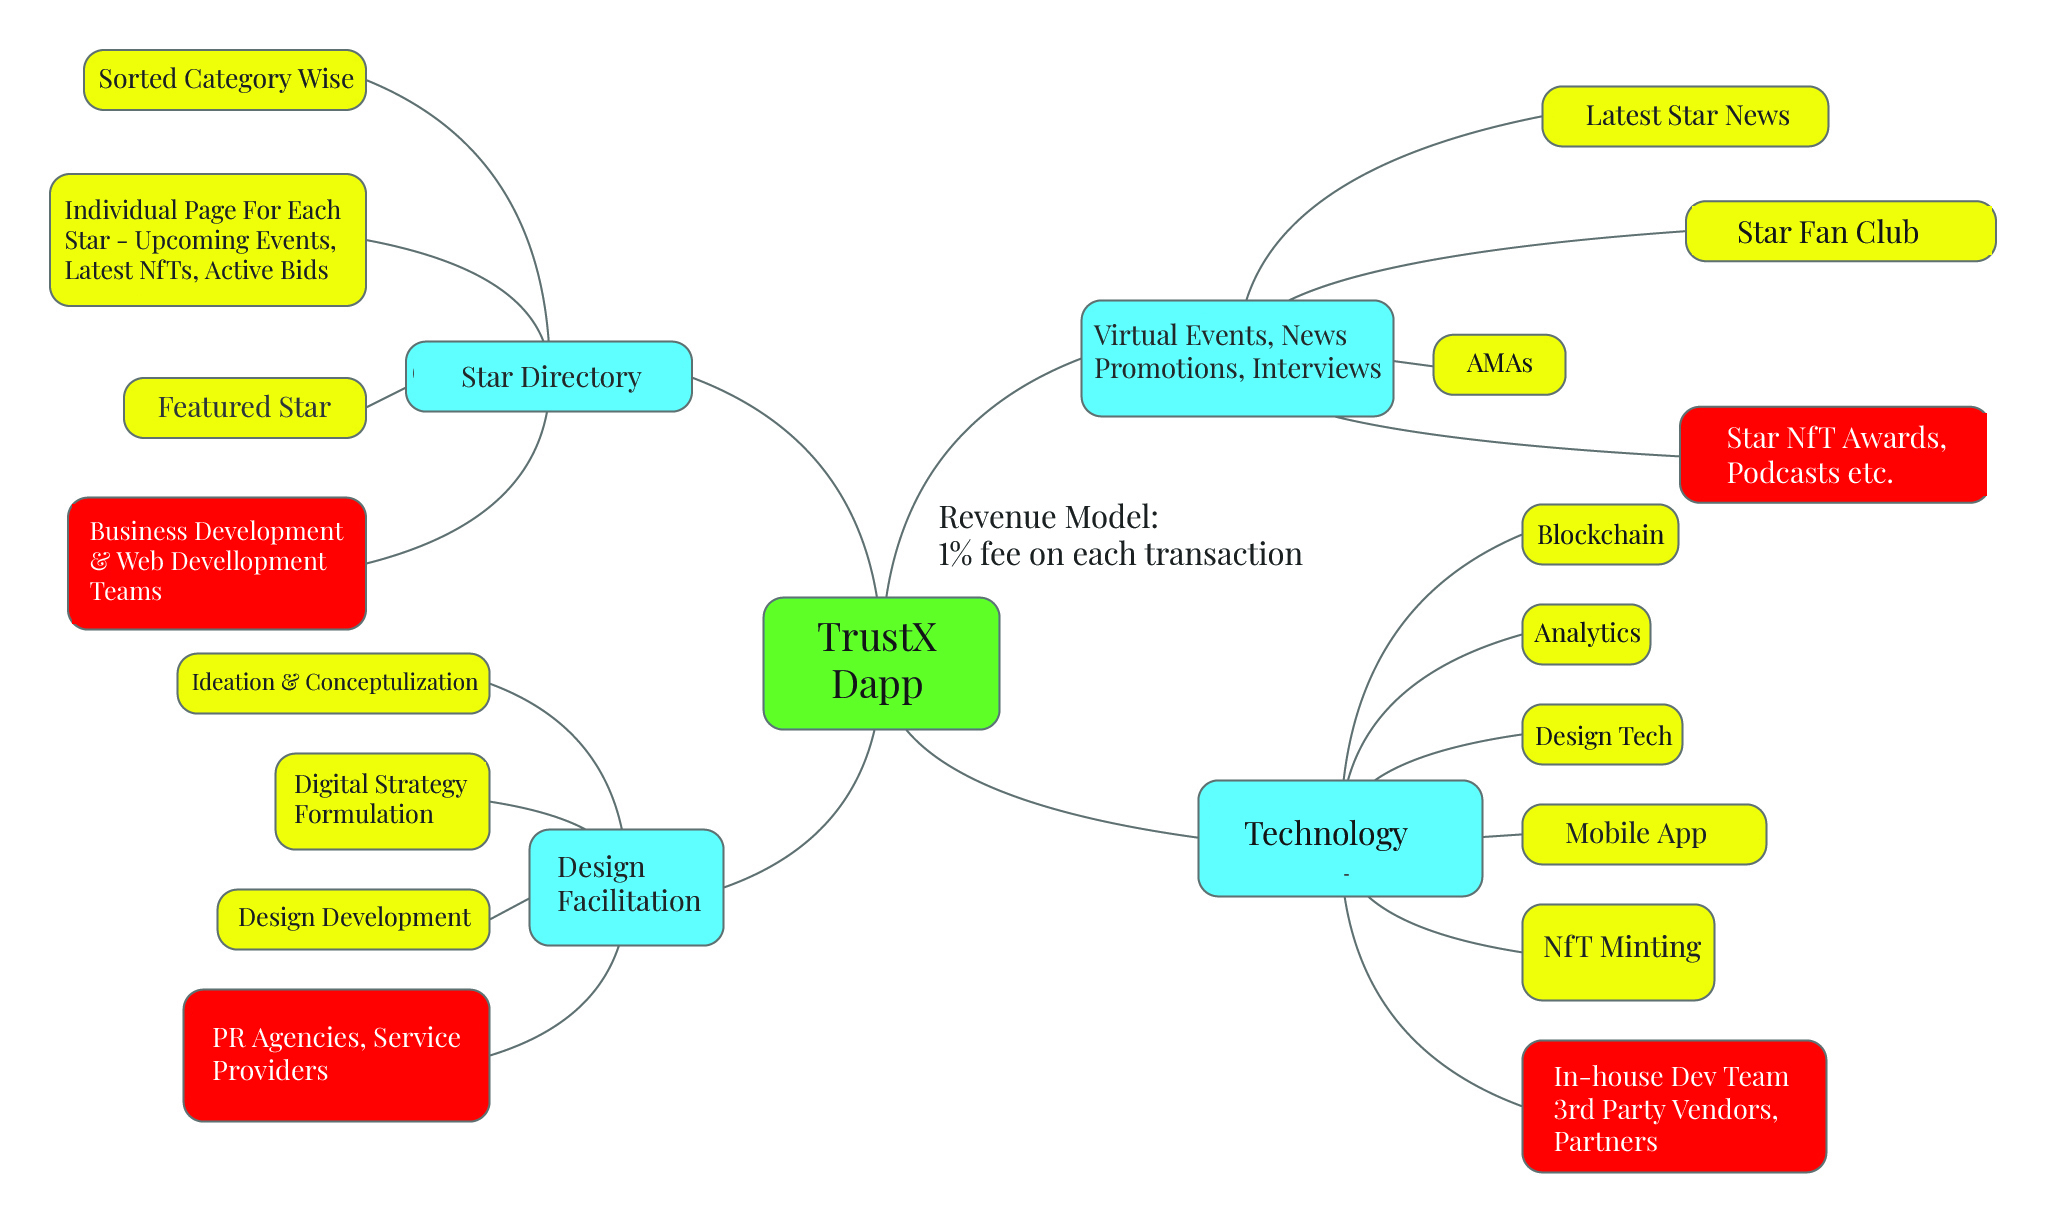 Sorted Category Wise
Individual Page For Each
Star - Upcoming Events,
Latest NfTs, Active Bids
Featured Star
Business Development
& Web Devellopment
Teams
Star Directory
Ideation & Conceptulization
Digital Strategy
Formulation
Design Development
PR Agencies, Service
Providers
Design
Facilitation
TrustX
Dapp
Revenue Model:
1% fee on each transaction
Virtual Events, News
Promotions, Interviews
Latest Star News
Star Fan Club
AMAs
Star NfT Awards,
Podcasts etc.
Technology
-
Blockchain
Analytics
Design Tech
Mobile App
NfT Minting
In-house Dev Team
3rd Party Vendors,
Partners